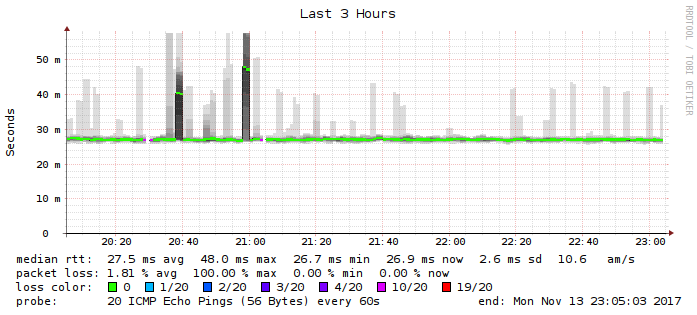 Last 3 Hours
RRDTOOL / TOBI OETIKER
Seconds
50 m
40 m
30 m
20 m
10 m
0
20:20 20:40 21:00 21:20 21:40 22:00 22:20 22:40 23:00
median rtt: 27.5 ms avg 48.0 ms max 26.7 ms min 26.9 ms now 2.6 ms sd 10.6 am/s
packet loss: 1.81 % avg 100.00 % max 0.00 % min 0.00 % now
loss color: 0 1/20 2/20 3/20 4/20 10/20 19/20
probe: 20 ICMP Echo Pings (56 Bytes) every 60s end: Mon Nov 13 23:05:03 2017